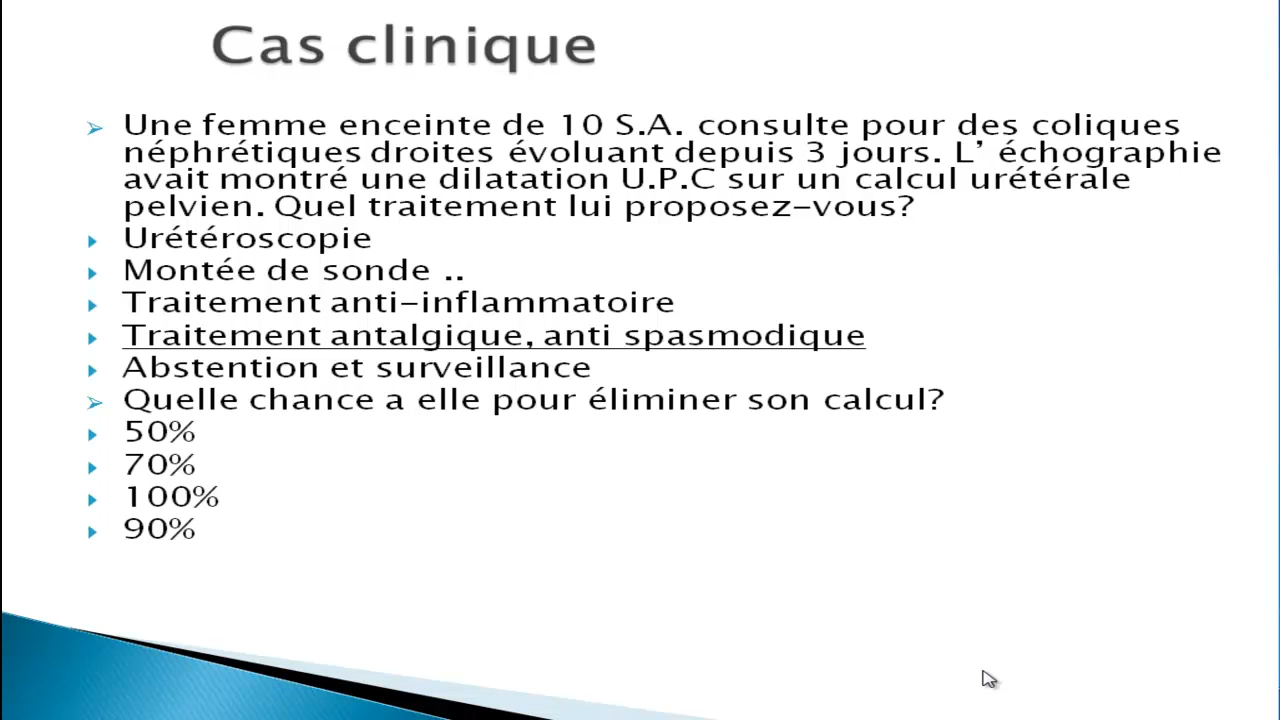 Cas clinique
Une femme enceinte de 10 S.A. consulte pour des coliques
néphrétiques droites évoluant depuis 3 jours. L’ échographie
avait montré une dilatation U.P.C sur un calcul urétérale
pelvien. Quel traitement lui proposez-vous?
Urétéroscopie
Montée de sonde ..
Traitement anti-inflammatoire
Traitement antalgique, anti spasmodique
Abstention et surveillance
Quelle chance a elle pour éliminer son calcul?
50%
70%
100%
90%